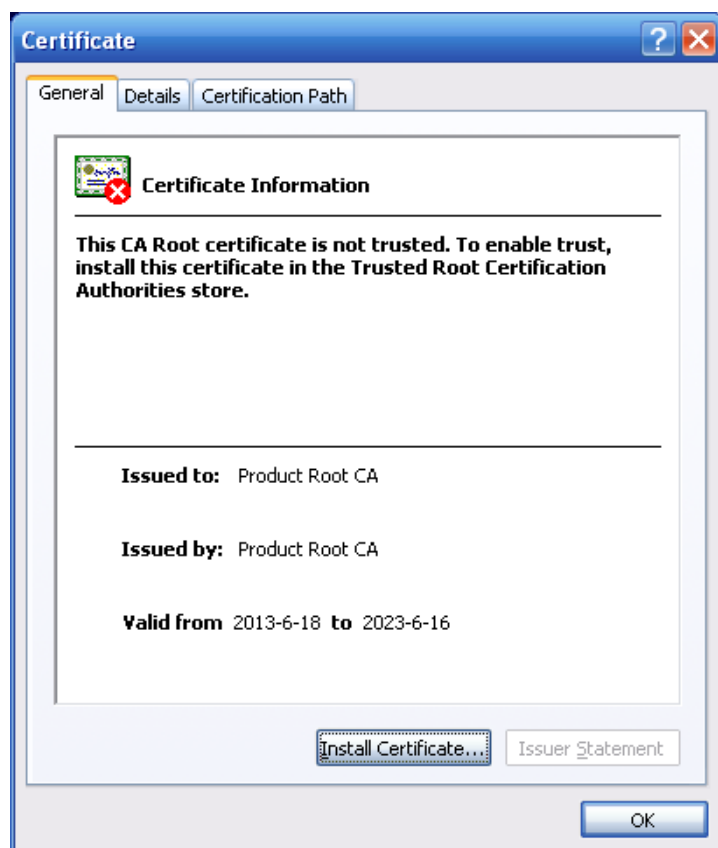 Certificate
General Details Certification Path
Certificate Information
This CA Root certificate is not trusted. To enable trust,
install this certificate in the Trusted Root Certification
Authorities store.
Issued to: Product Root CA
Issued by: Product Root CA
Valid from 2013-6-18 to 2023-6-16
Install Certificate... Issuer Statement
OK